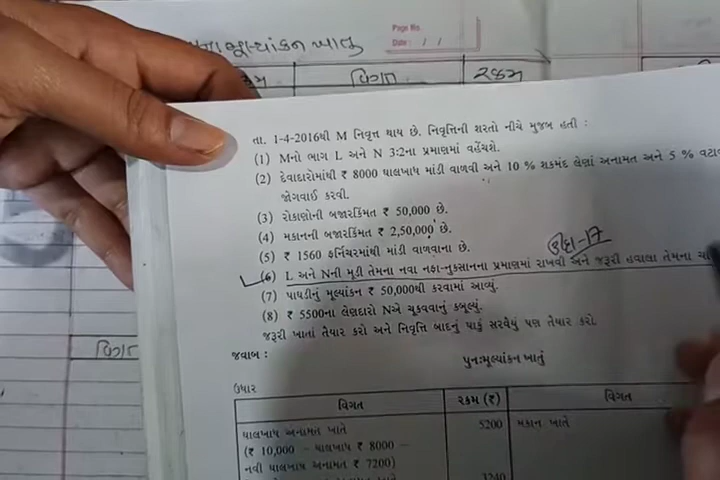 Page No.
Date : / /
પુનઃમૂલ્યાંકન ખાતુ
વિગત રકમ
તા. 1-4-2016થી M નિવૃત્ત થાય છે. નિવૃત્તિની શરતો નીચે મુજબ હતી :
(1) Mનો ભાગ L અને N 3:2ના પ્રમાણમાં વહેંચશે.
(2) દેવાદારોમાંથી ₹ 8000 ઘાલખાધ માંડી વાળવી અને 10 % શકમંદ લેણાં અનામત અને 5 %
જોગવાઈ કરવી.
(3) રોકાણોની બજારકિંમત ₹ 50,000 છે.
(4) મકાનની બજારકિંમત ₹ 2,50,000 છે.
(5) ₹ 1560 ફર્નિચરમાંથી માંડી વાળવાના છે.
(6) L અને Nની મૂડી તેમના નવા નફા-નુકસાનના પ્રમાણમાં રાખવી અને જરૂરી હવાલા તેમના
(7) પાઘડીનું મૂલ્યાંકન ₹ 50,000થી કરવામાં આવ્યું.
(8) ₹ 5500ના લેણદારો Nએ ચૂકવવાનું કબૂલ્યું.
જરૂરી ખાતાં તૈયાર કરો અને નિવૃત્તિ બાદનું પાકું સરવૈયું પણ તૈયાર કરો.
જવાબ :
પુનઃમૂલ્યાંકન ખાતું
ઉધાર
વિગત રકમ (₹) વિગત
ઘાલખાધ અનામત ખાતે 5200 મકાન ખાતે
(₹ 10,000 – ઘાલખાધ ₹ 8000 –
નવી ઘાલખાધ અનામત ₹ 7200)
3240
વિગત